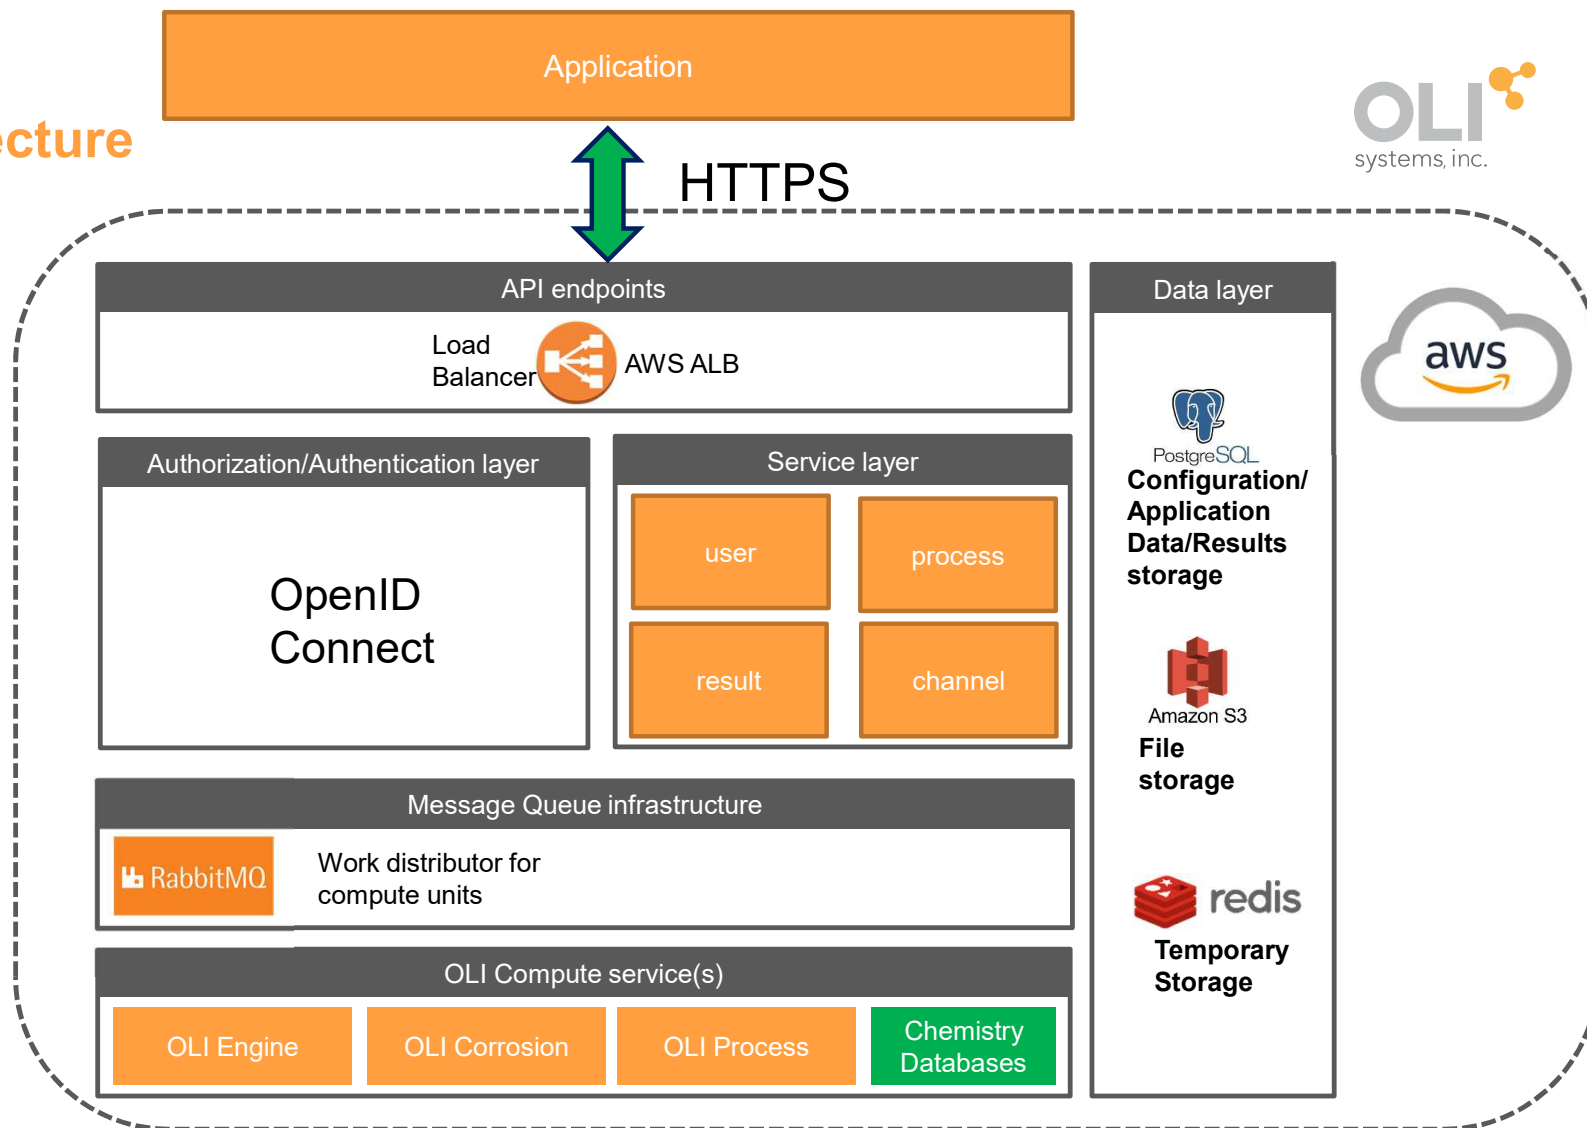 Application
ecture
OLI
systems, inc.
HTTPS
API endpoints
Load
Balancer
AWS ALB
Data layer
aws
Authorization/Authentication layer
OpenID
Connect
Service layer
user
process
result
channel
PostgreSQL
Configuration/
Application
Data/Results
storage
Amazon S3
File
storage
redis
Temporary
Storage
Message Queue infrastructure
RabbitMQ
Work distributor for
compute units
OLI Compute service(s)
OLI Engine
OLI Corrosion
OLI Process
Chemistry
Databases